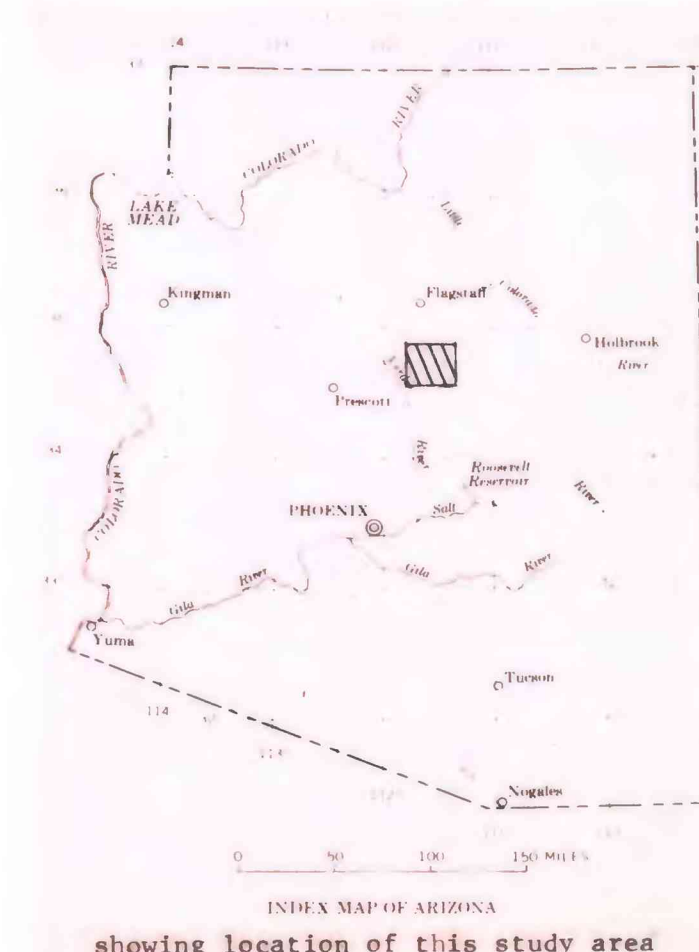 RIVER
COLORADO
LAKE
MEAD
RIVER
Little
Kingman
Flagstaff
Colorado
Holbrook
River
Prescott
River
COLORADO
Roosevelt
Reservoir
River
PHOENIX
Salt
Gila
River
Gila
River
Yuma
Tucson
114
113
Nogales
0 50 100 150 MILES
INDEX MAP OF ARIZONA
showing location of this study area